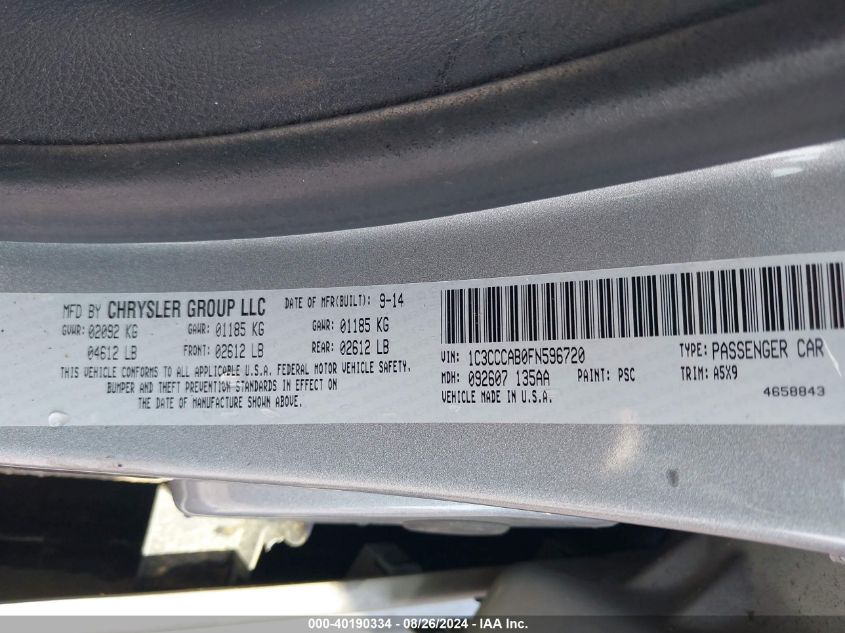 MFD BY CHRYSLER GROUP LLC DATE OF MFR(BUILT): 9-14
GVWR: 02092 KG GAWR: 01185 KG GAWR: 01185 KG
04612 LB FRONT: 02612 LB REAR: 02612 LB
THIS VEHICLE CONFORMS TO ALL APPLICABLE U.S.A. FEDERAL MOTOR VEHICLE SAFETY,
BUMPER AND THEFT PREVENTION STANDARDS IN EFFECT ON
THE DATE OF MANUFACTURE SHOWN ABOVE.
VIN: 1C3CCCAB0FN596720 TYPE: PASSENGER CAR
MDH: 092607 135AA PAINT: PSC TRIM: A5X9
VEHICLE MADE IN U.S.A. 4658843
000-40190334 - 08/26/2024 - IAA Inc.